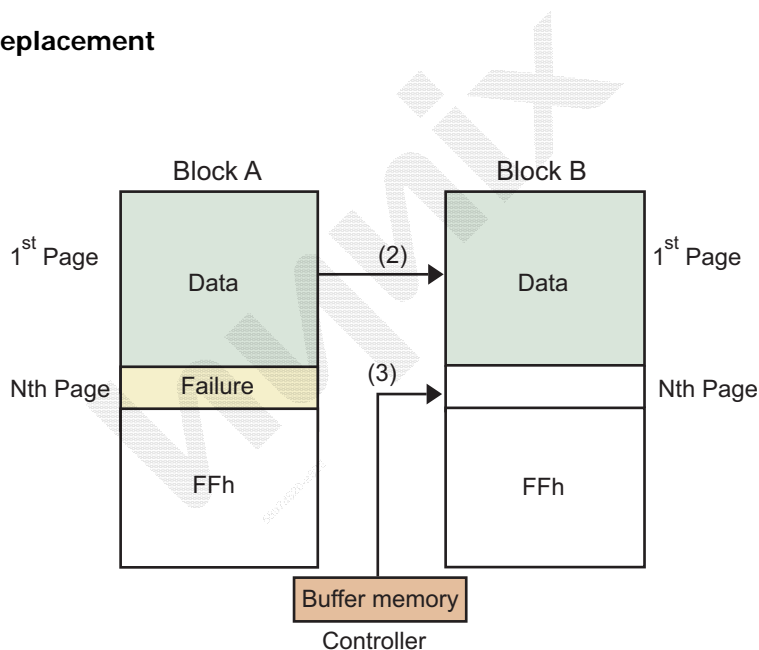 eplacement
Block A
Block B
1st Page
Data
(2)
Data
1st Page
Nth Page
Failure
(3)
Nth Page
FFh
FFh
Buffer memory
Controller